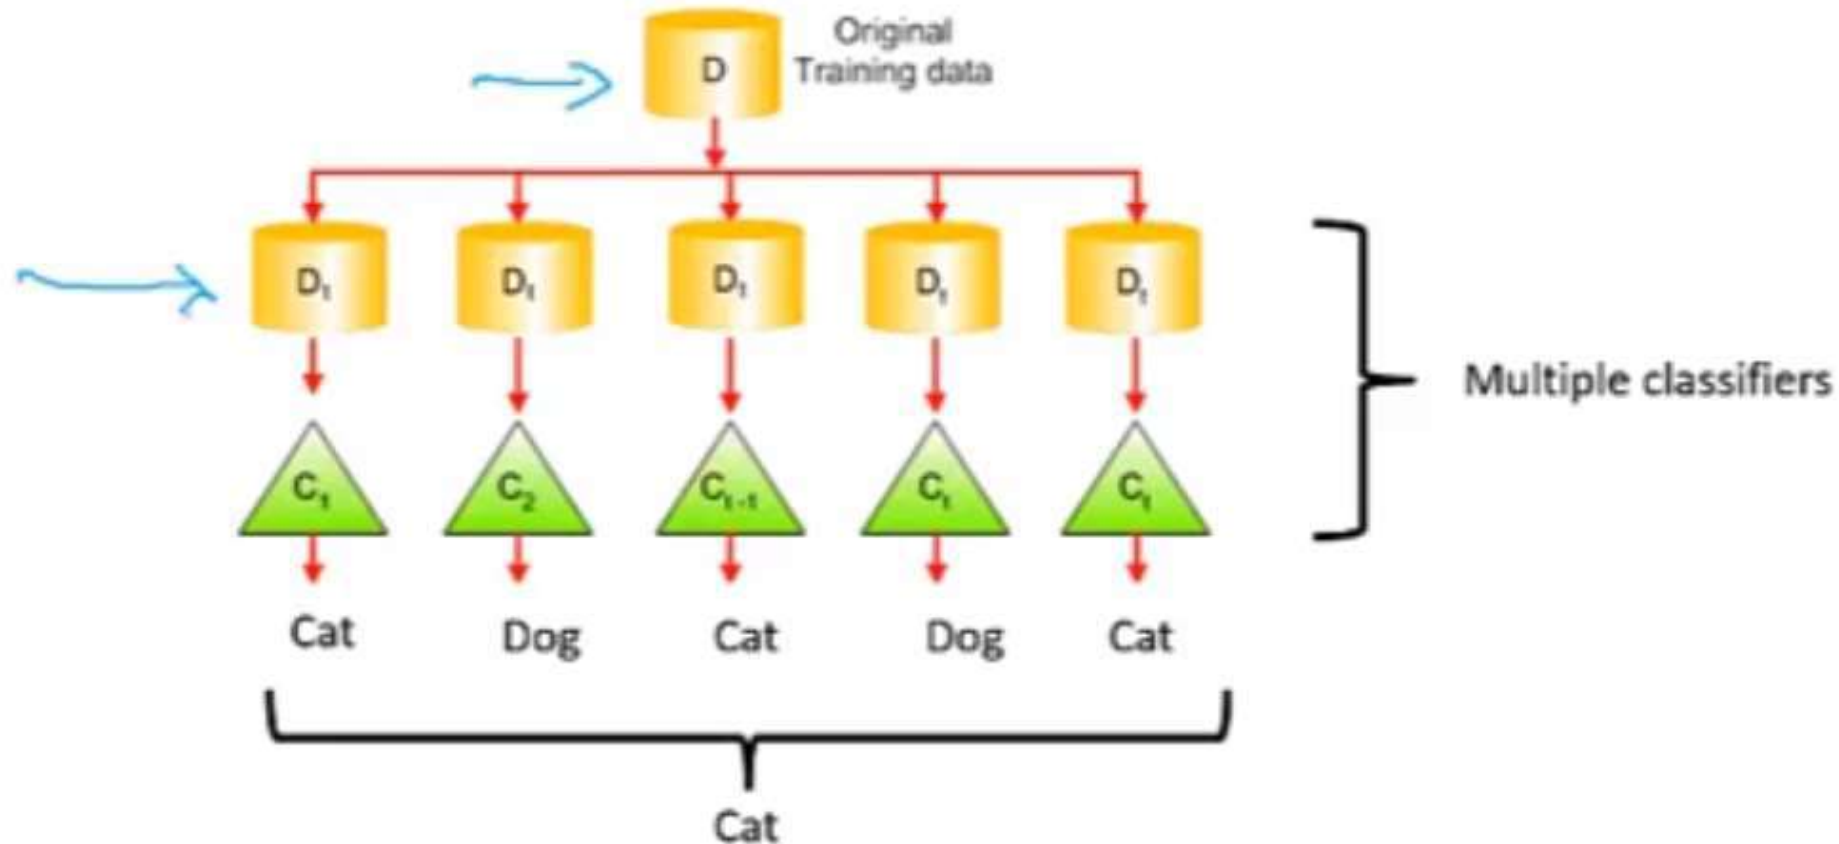 Original
D Training data
D₁ D₁ D₁ D₁ D₁
Multiple classifiers
C₁ C₂ Cₜ₋₁ Cₜ Cₜ
Cat Dog Cat Dog Cat
Cat